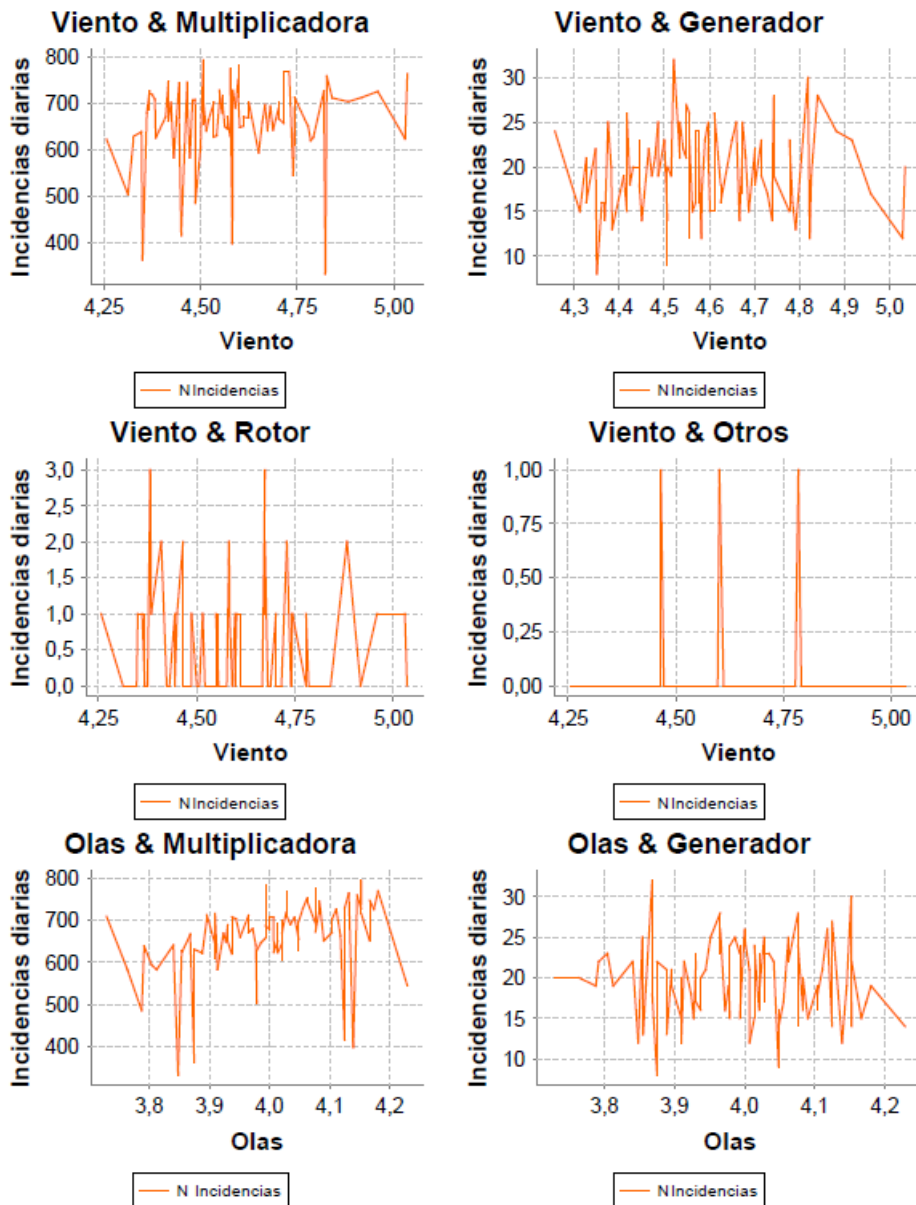 Viento & Multiplicadora
Incidencias diarias
800
700
600
500
400
4,25
4,50
4,75
5,00
Viento
N Incidencias
Viento & Generador
Incidencias diarias
30
25
20
15
10
4,3
4,4
4,5
4,6
4,7
4,8
4,9
5,0
Viento
N Incidencias
Viento & Rotor
Incidencias diarias
3,0
2,5
2,0
1,5
1,0
0,5
0,0
4,25
4,50
4,75
5,00
Viento
N Incidencias
Viento & Otros
Incidencias diarias
1,00
0,75
0,50
0,25
0,00
4,25
4,50
4,75
5,00
Viento
N Incidencias
Olas & Multiplicadora
Incidencias diarias
800
700
600
500
400
3,8
3,9
4,0
4,1
4,2
Olas
N Incidencias
Olas & Generador
Incidencias diarias
30
25
20
15
10
3,8
3,9
4,0
4,1
4,2
Olas
N Incidencias